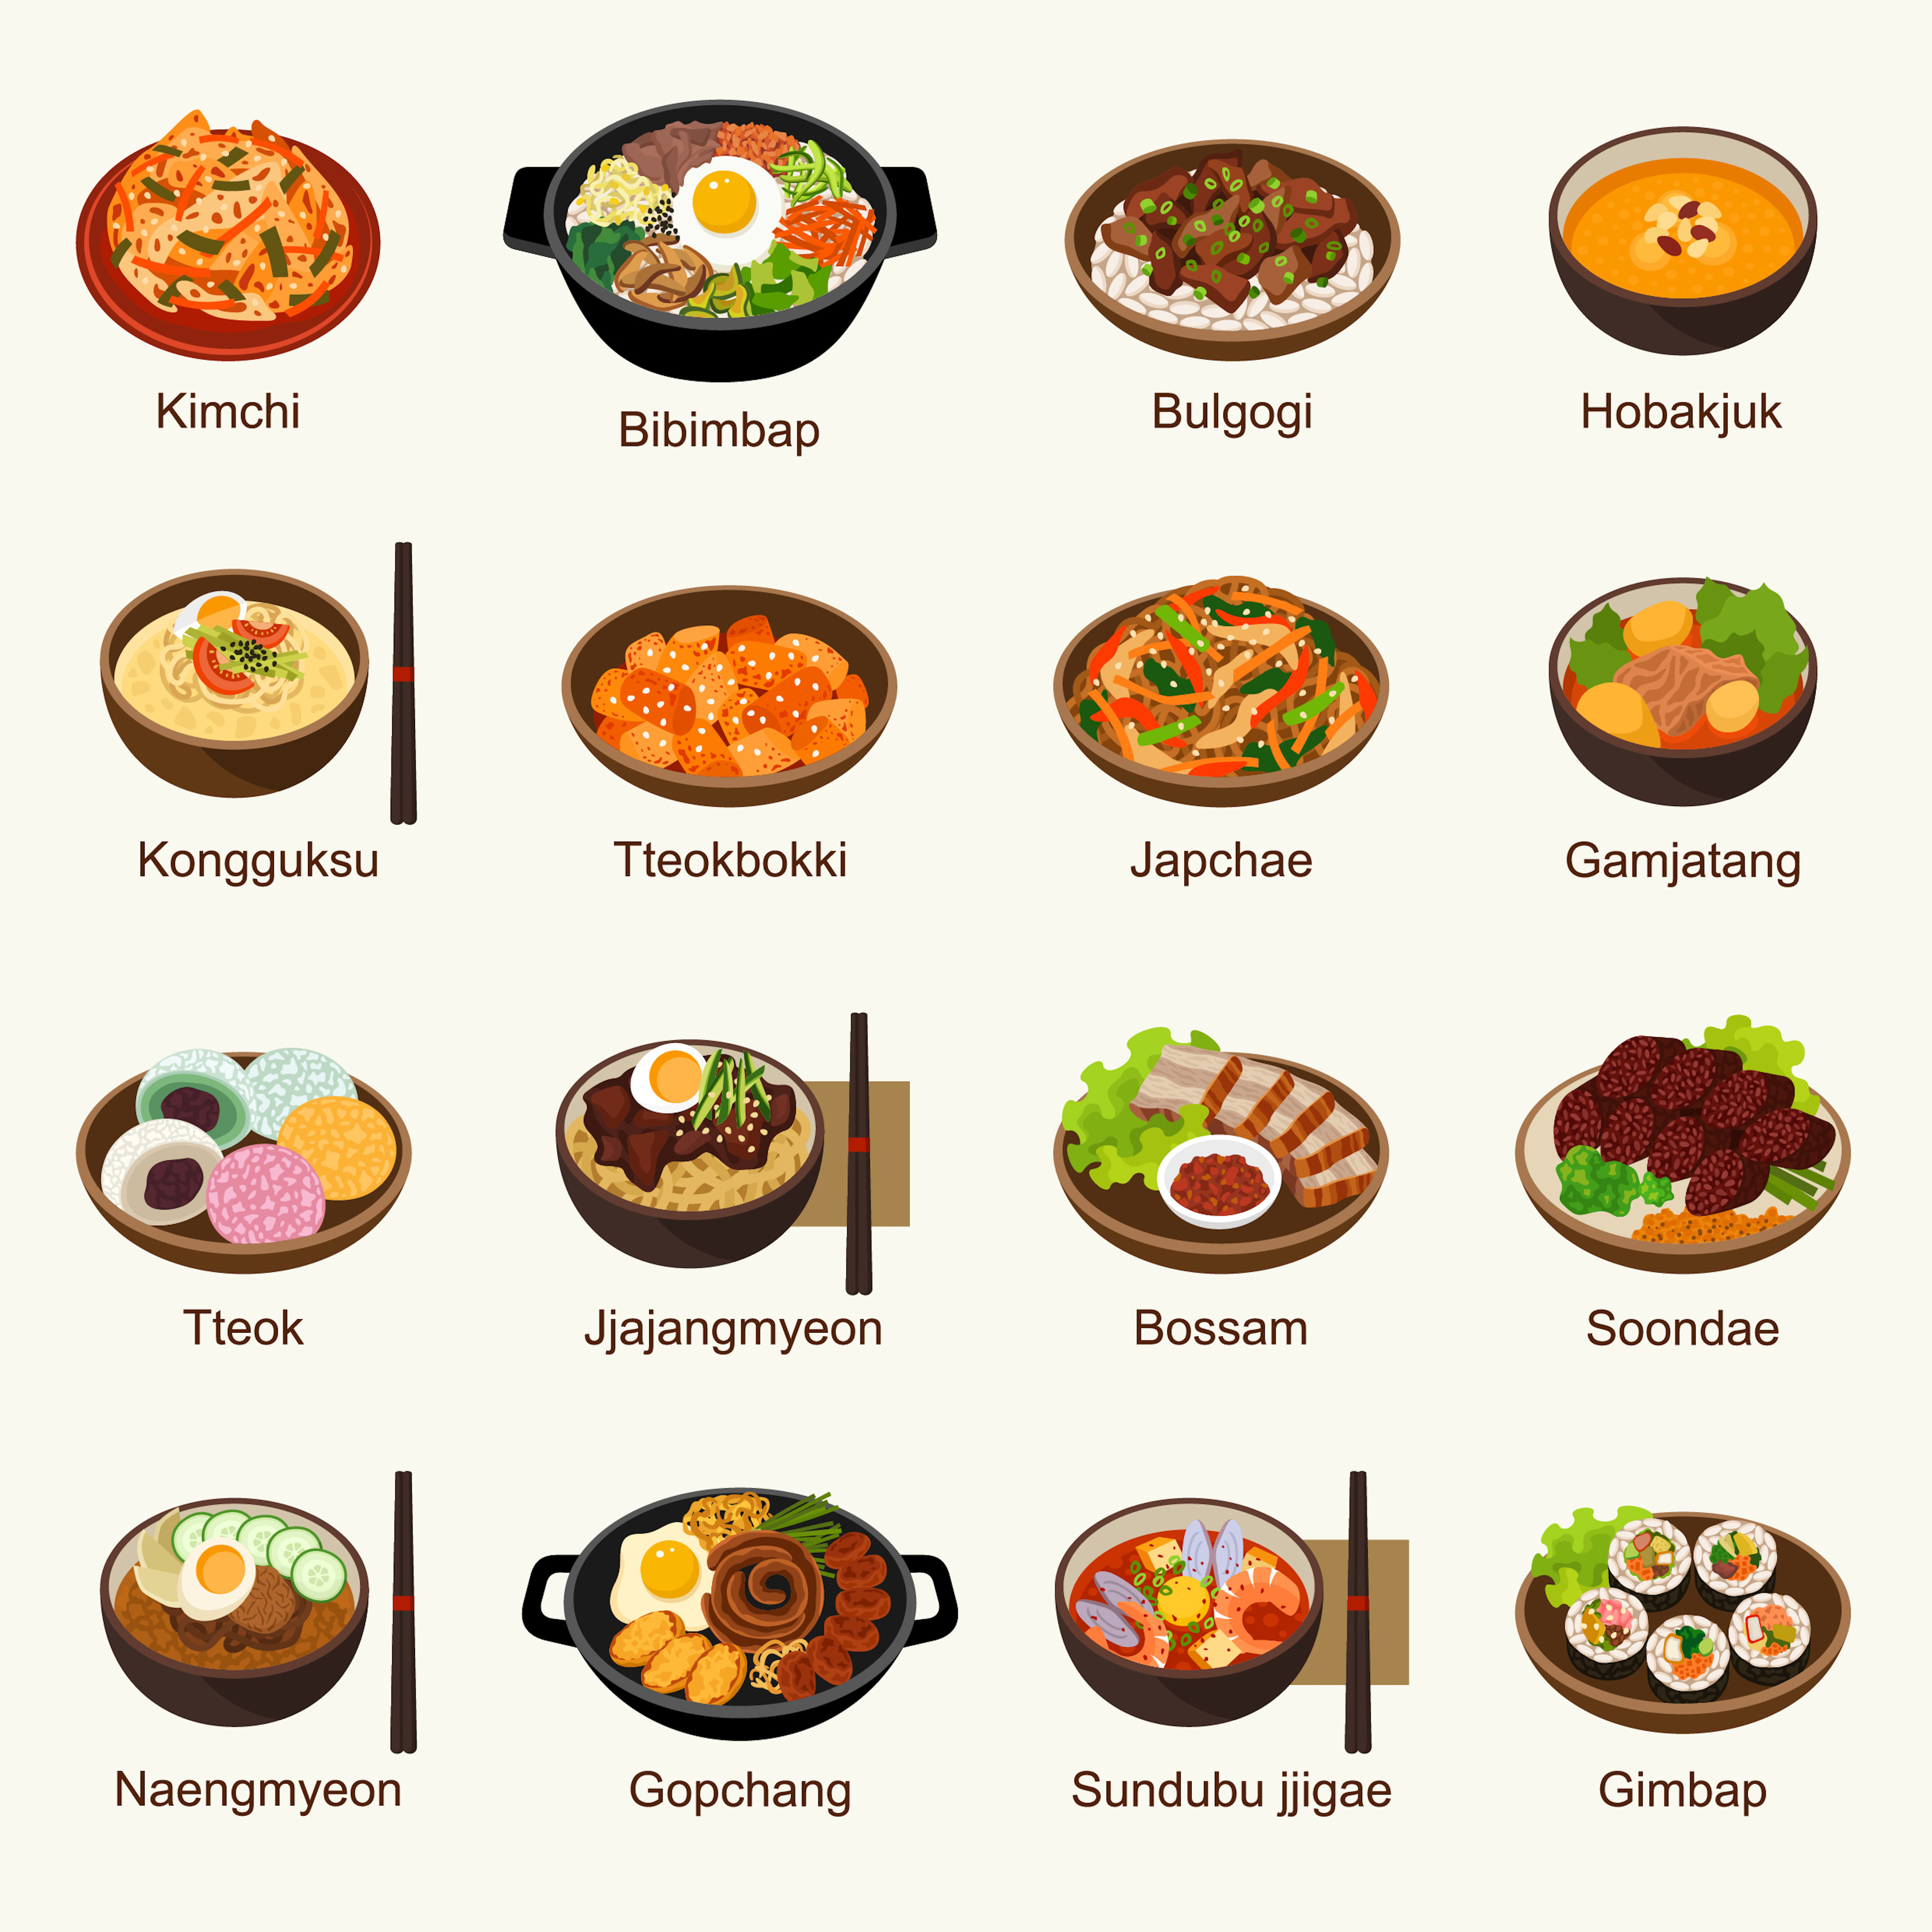 Kimchi
Bibimbap
Bulgogi
Hobakjuk
Kongguksu
Tteokbokki
Japchae
Gamjatang
Tteok
Jjajangmyeon
Bossam
Soondae
Naengmyeon
Gopchang
Sundubu jjigae
Gimbap